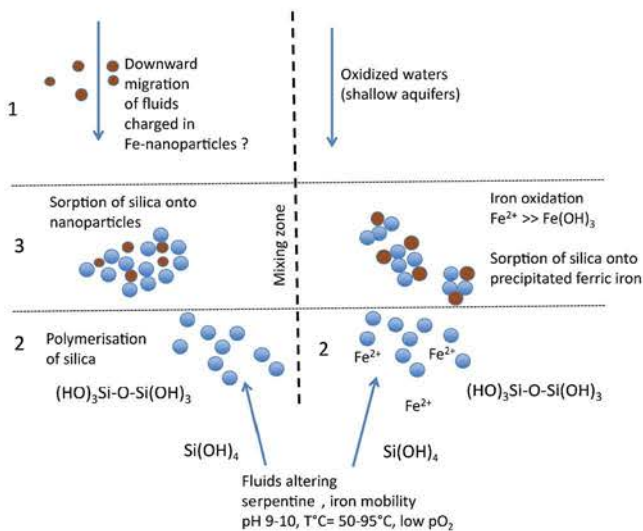 1
Downward
migration
of fluids
charged in
Fe-nanoparticles ?
Oxidized waters
(shallow aquifers)
3
Sorption of silica onto
nanoparticles
Mixing zone
Iron oxidation
Fe²⁺ >> Fe(OH)₃
Sorption of silica onto
precipitated ferric iron
2
Polymerisation
of silica
(HO)₃Si-O-Si(OH)₃
Si(OH)₄
2
Fe²⁺
Fe²⁺
Fe²⁺
(HO)₃Si-O-Si(OH)₃
Si(OH)₄
Fluids altering
serpentine , iron mobility
pH 9-10, T°C= 50-95°C, low pO₂